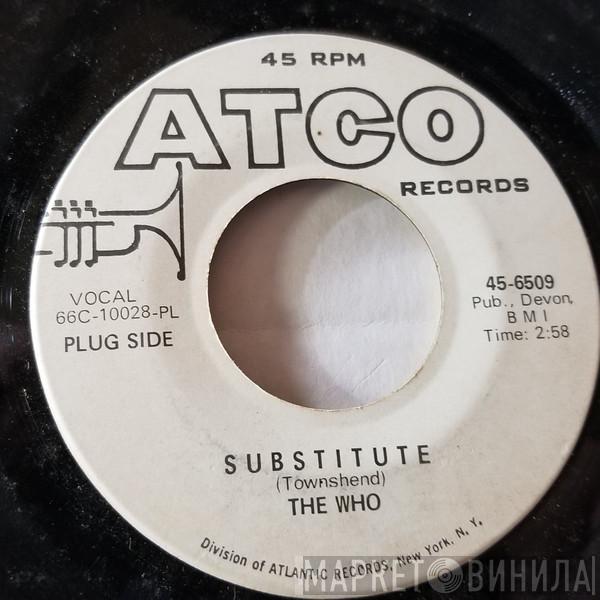 45 RPM
ATCO
RECORDS
VOCAL
66C-10028-PL
PLUG SIDE
45-6509
Pub., Devon,
BMI
Time: 2:58
SUBSTITUTE
(Townshend)
THE WHO
Division of ATLANTIC RECORDS, New York, N. Y.
МАРКЕТ ВИНИЛА